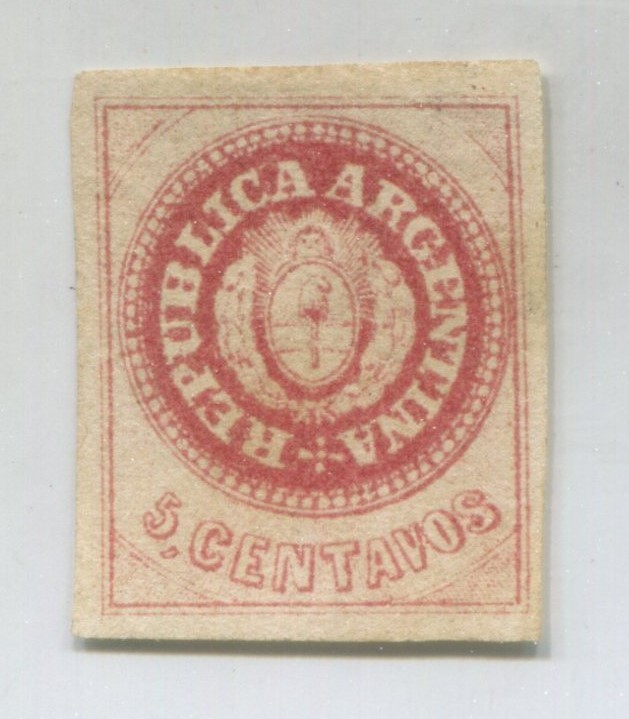 REPUBLICA ARGENTINA
5, CENTAVOS